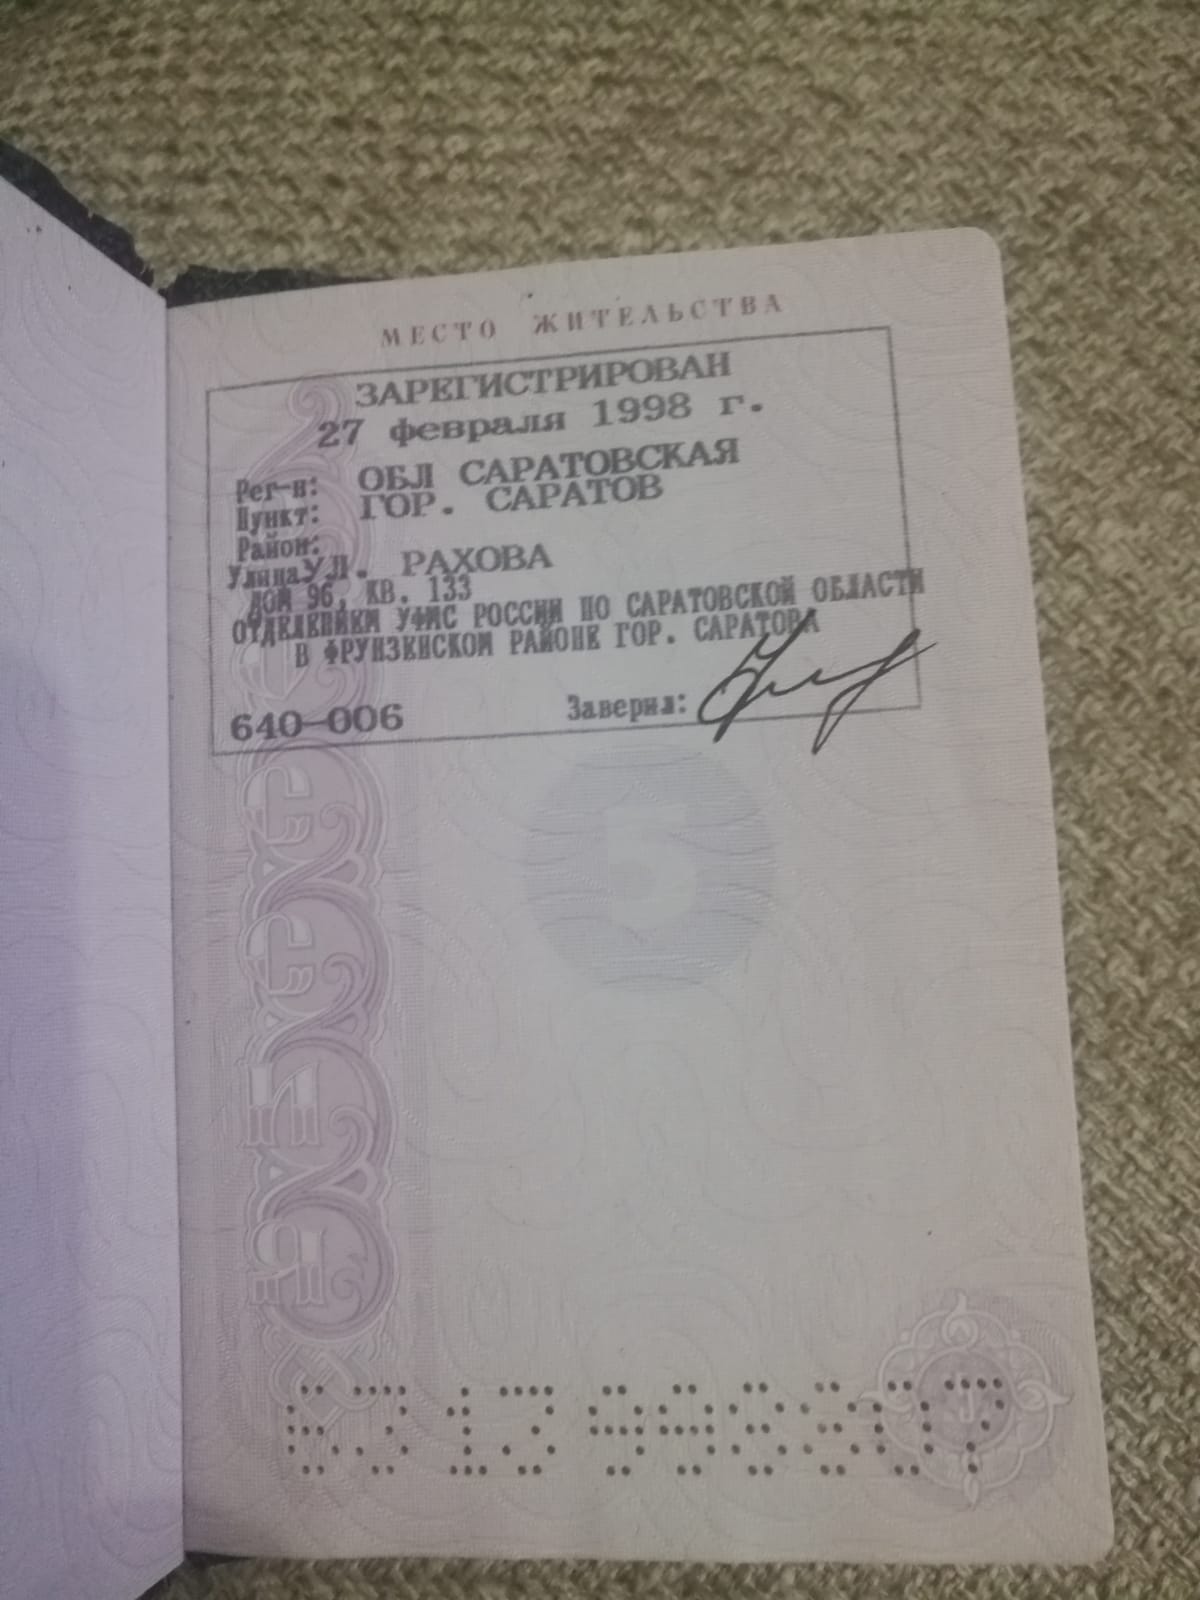 МЕСТО ЖИТЕЛЬСТВА
ЗАРЕГИСТРИРОВАН
27 февраля 1998 г.
Рег-н: ОБЛ САРАТОВСКАЯ
Пункт: ГОР. САРАТОВ
Район:
Улица УЛ. РАХОВА
ДОМ 96, КВ. 133
ОТДЕЛЕНИЕМ УФМС РОССИИ ПО САРАТОВСКОЙ ОБЛАСТИ
В ФРУНЗЕНСКОМ РАЙОНЕ ГОР. САРАТОВА
640-006 Заверил:
5